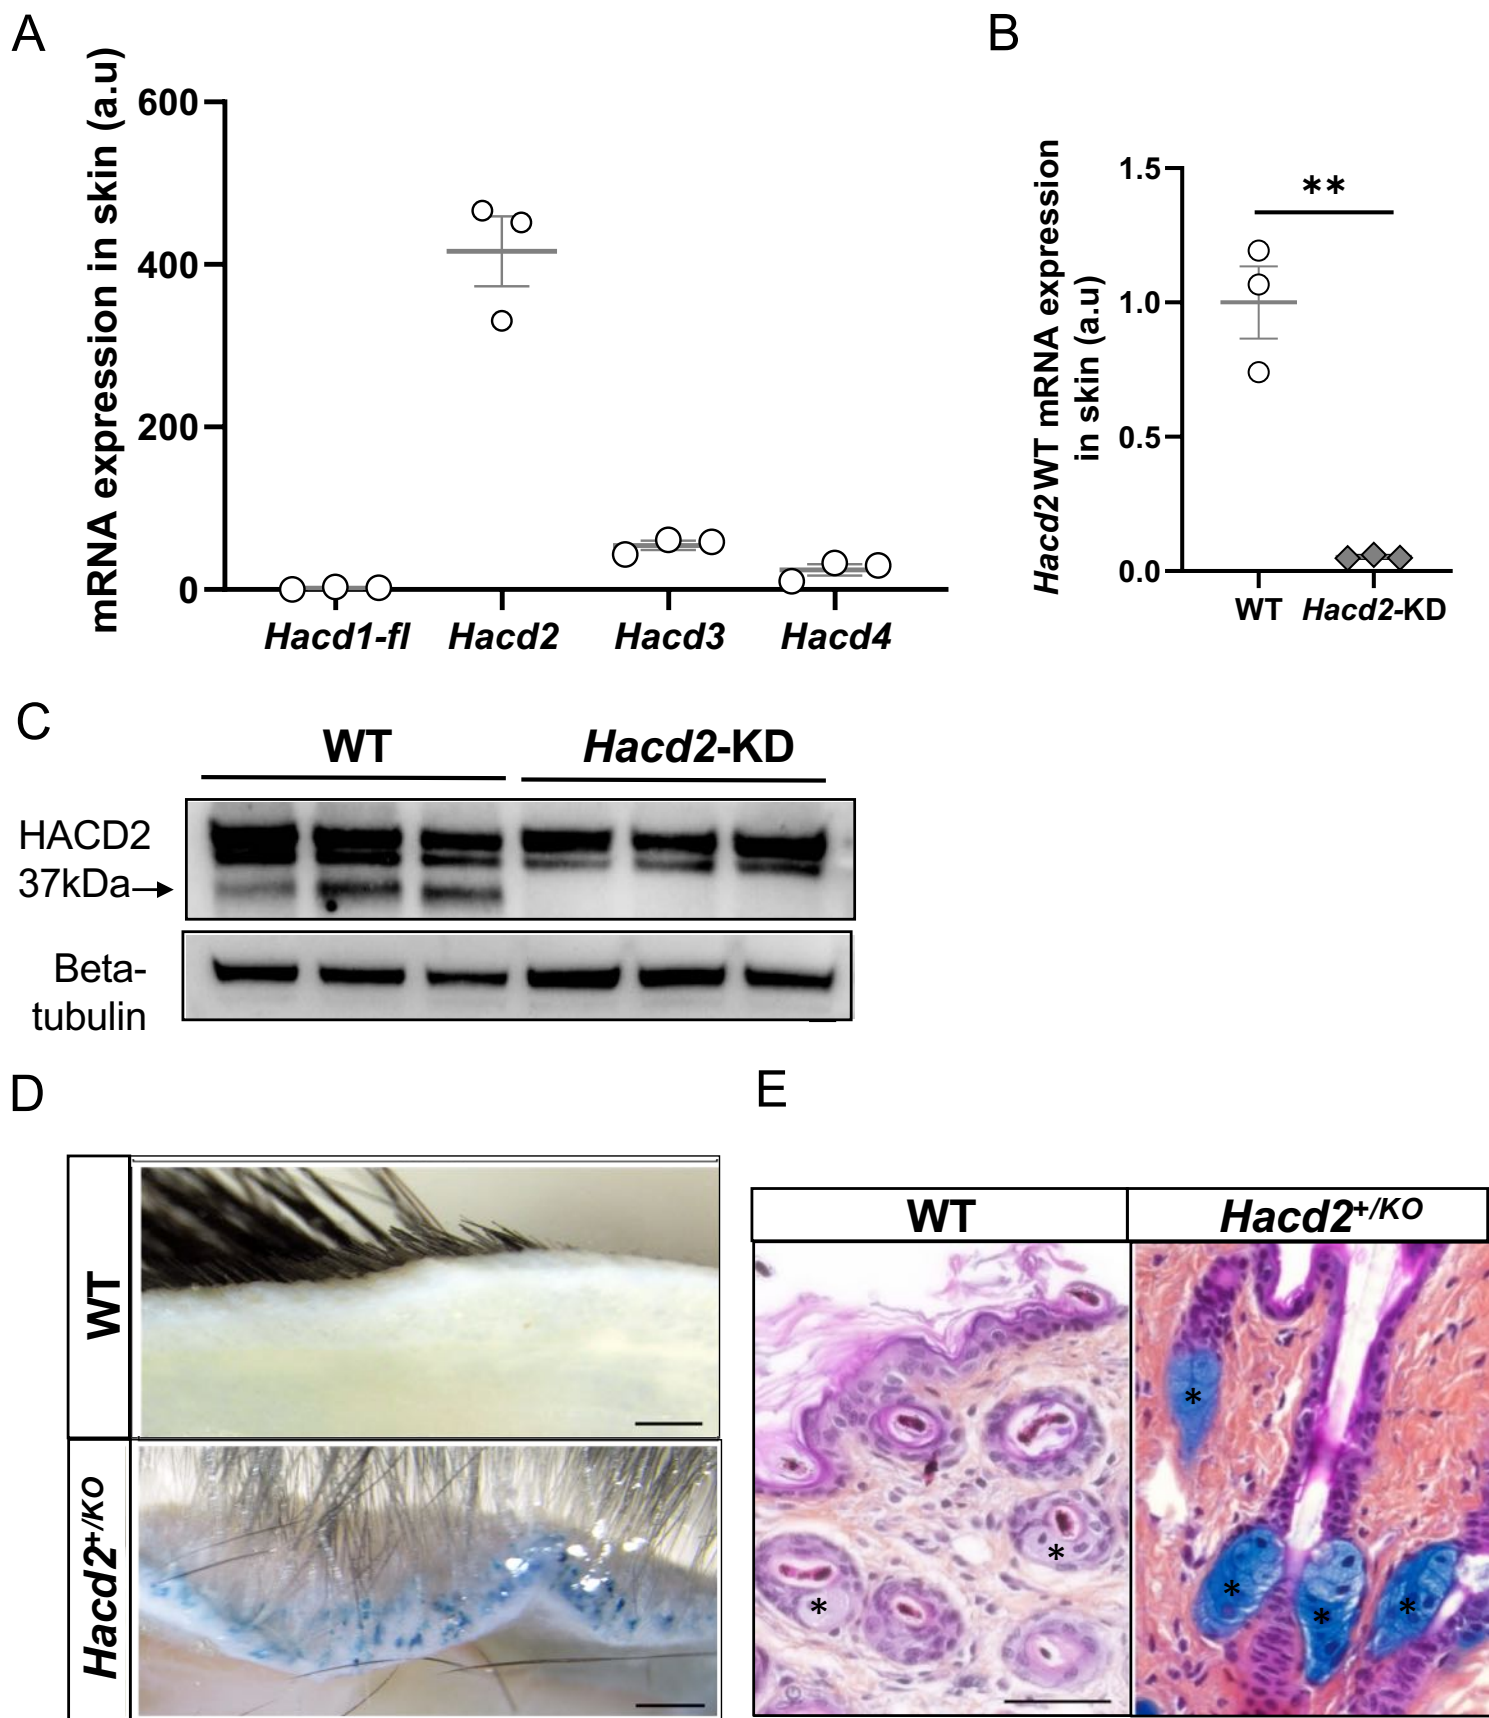 A
mRNA expression in skin (a.u)
600
400
200
0
Hacd1-fl Hacd2 Hacd3 Hacd4
B
Hacd2WT mRNA expression
in skin (a.u)
1.5
1.0
0.5
0.0
**
WT Hacd2-KD
C
WT Hacd2-KD
HACD2
37kDa
Beta-
tubulin
D
WT
Hacd2+/KO
E
WT Hacd2+/KO
*
*
*
*
*
*